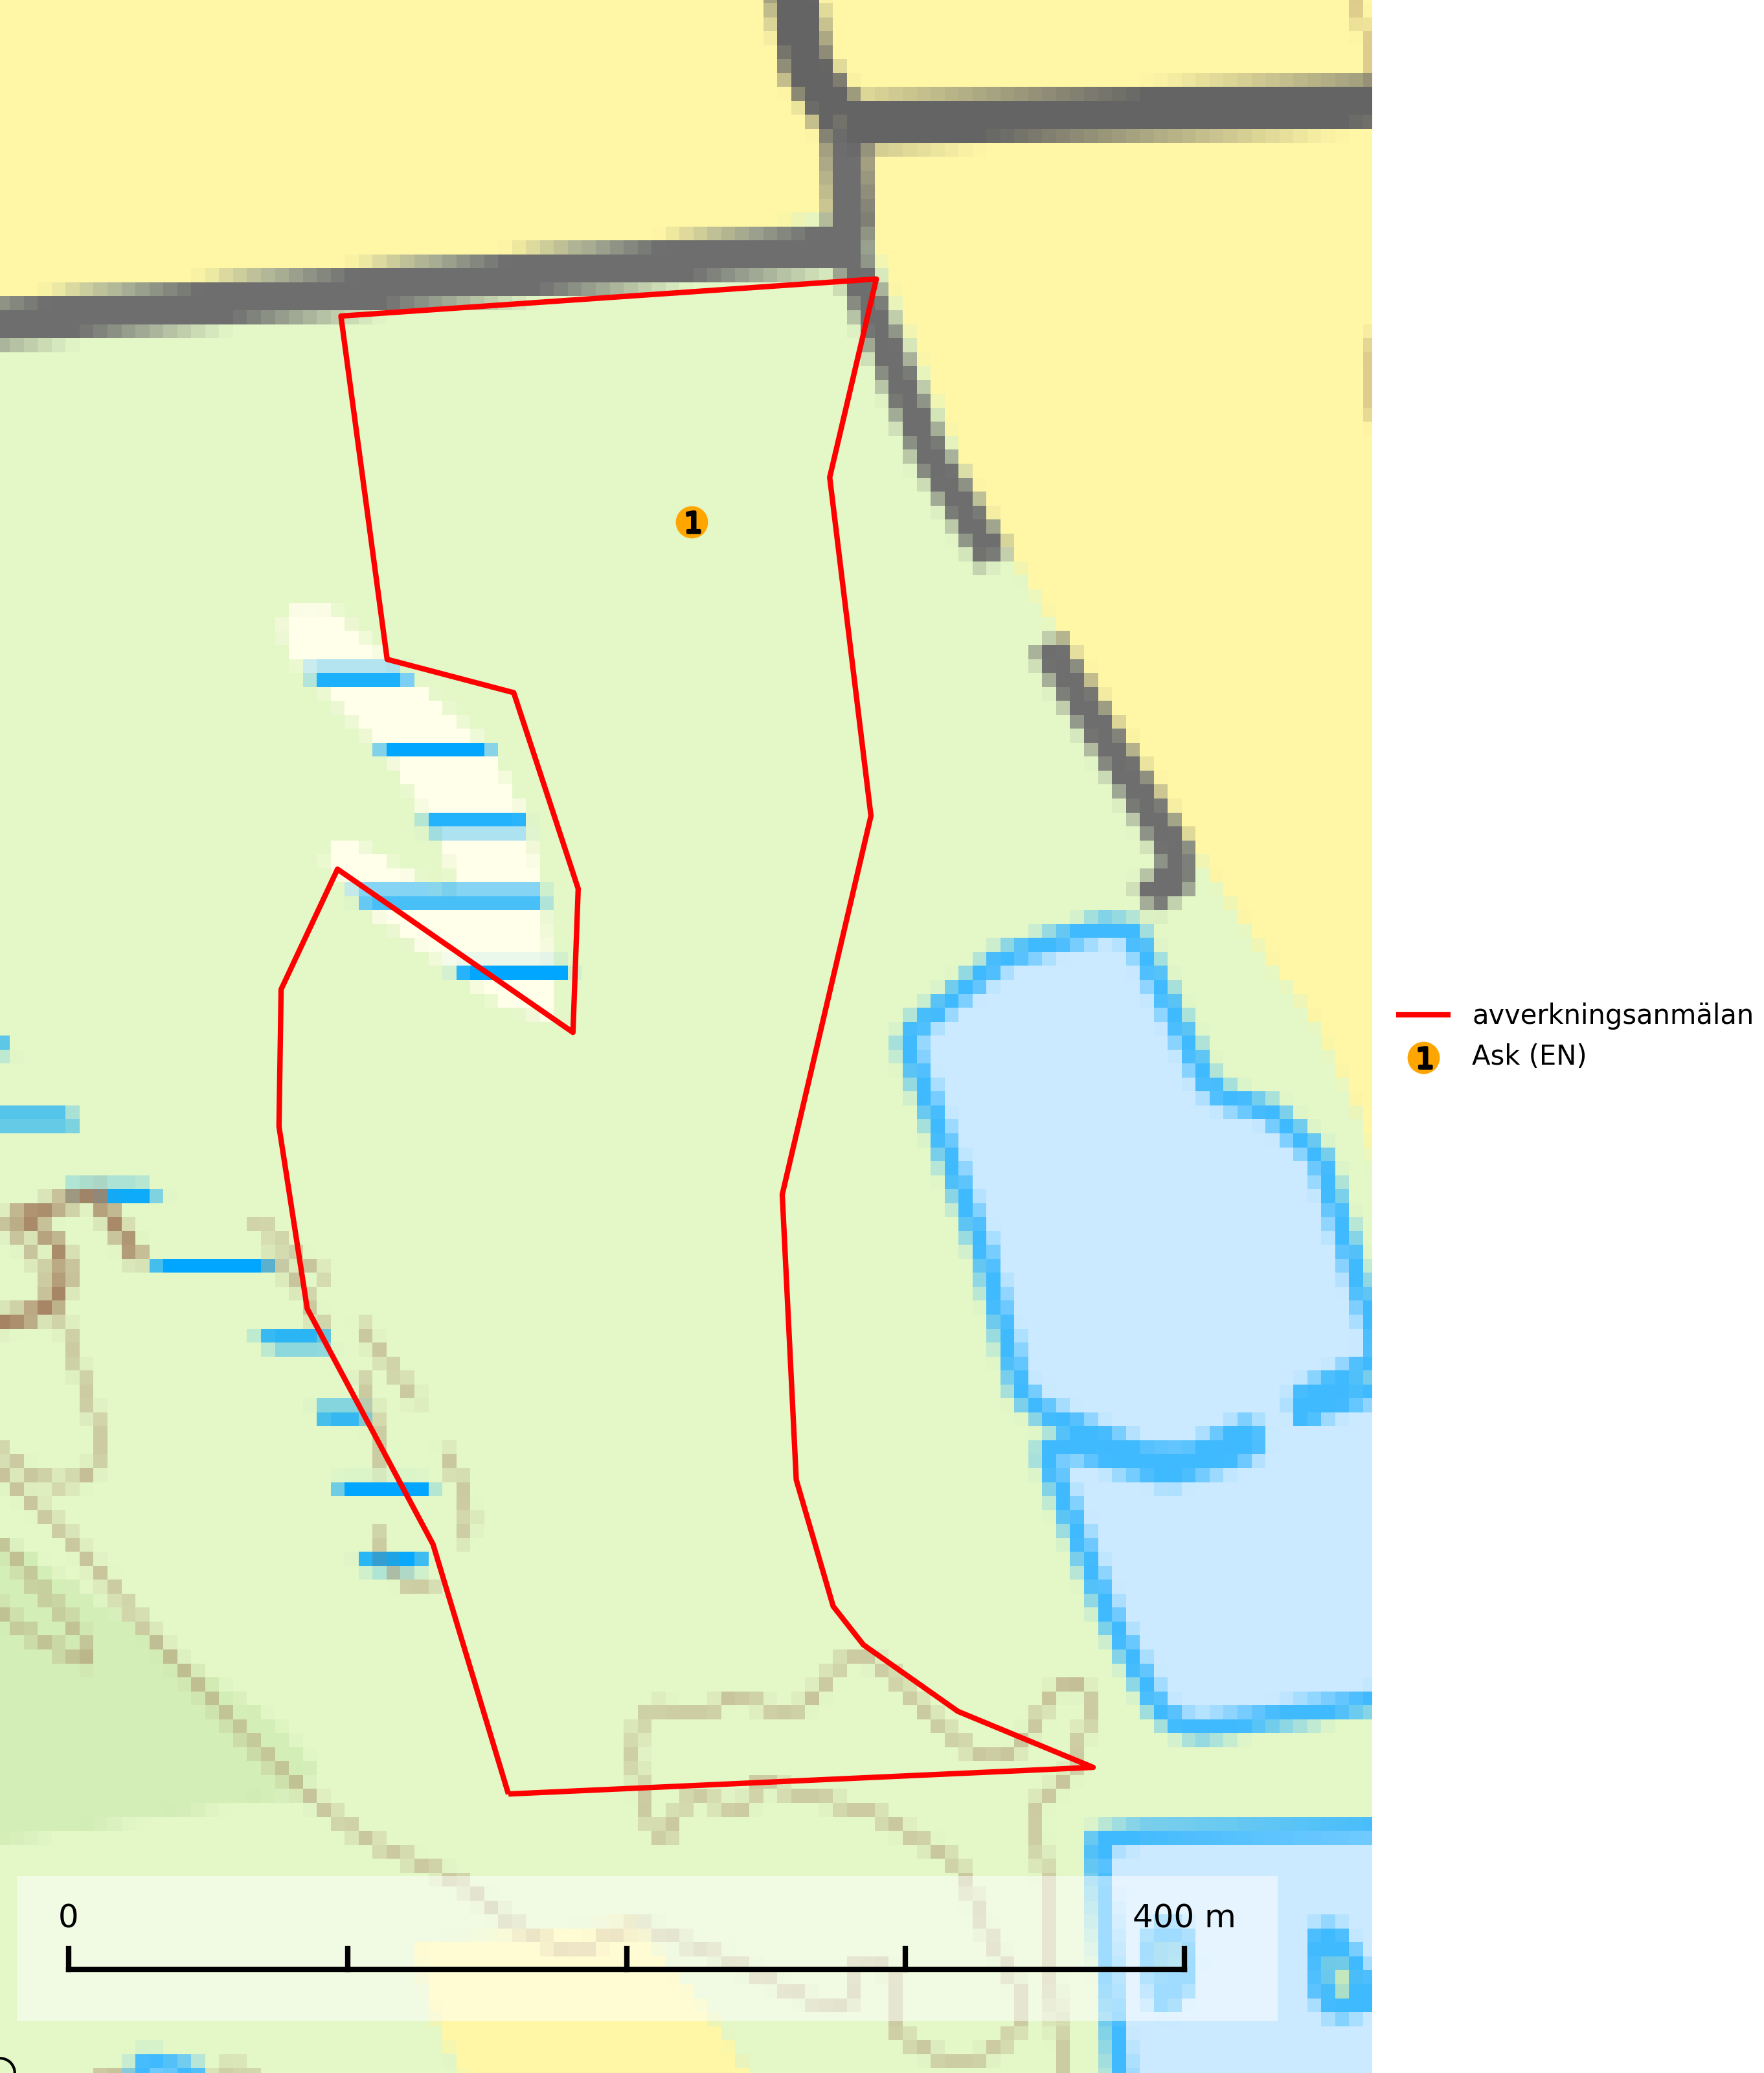 1
avverkningsanmälan
1 Ask (EN)
0 400 m